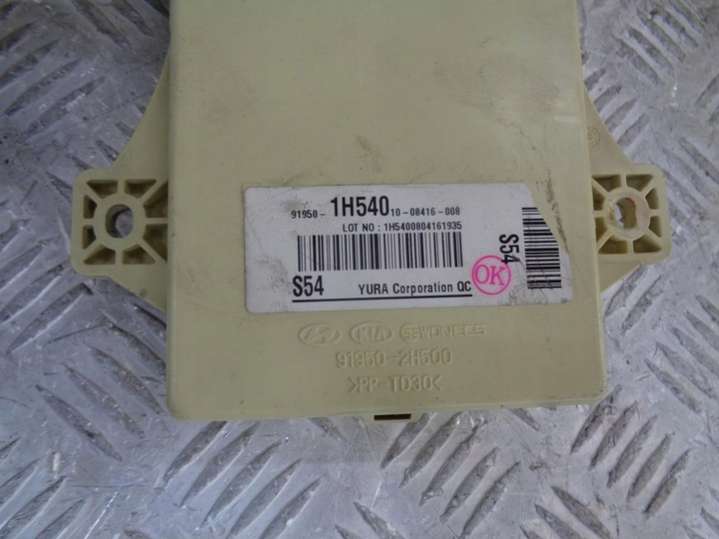 91950- 1H540 10-08416-008
LOT NO : 1H5400804161935
S54
OK
S54 YURA Corporation QC
KIA
91950-2H500
>PP-TD30<